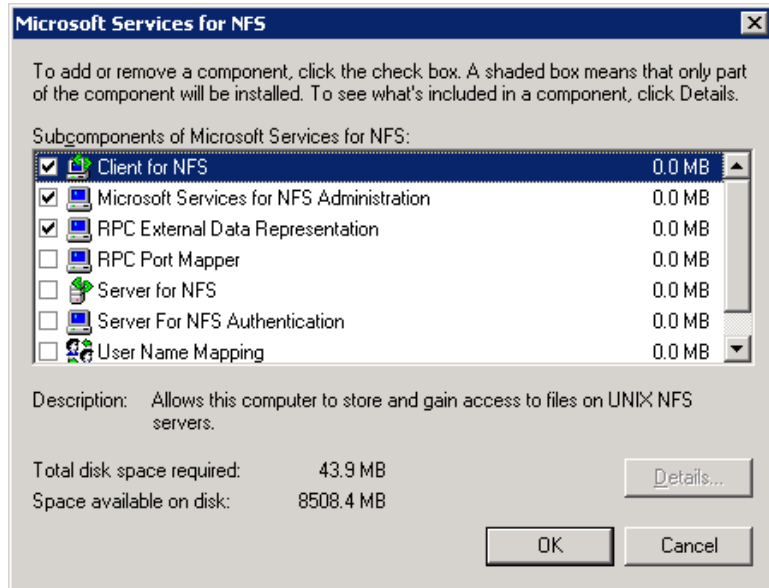 Microsoft Services for NFS
To add or remove a component, click the check box. A shaded box means that only part
of the component will be installed. To see what's included in a component, click Details.
Subcomponents of Microsoft Services for NFS:
Client for NFS 0.0 MB
Microsoft Services for NFS Administration 0.0 MB
RPC External Data Representation 0.0 MB
RPC Port Mapper 0.0 MB
Server for NFS 0.0 MB
Server For NFS Authentication 0.0 MB
User Name Mapping 0.0 MB
Description: Allows this computer to store and gain access to files on UNIX NFS
servers.
Total disk space required: 43.9 MB
Details...
Space available on disk: 8508.4 MB
OK Cancel